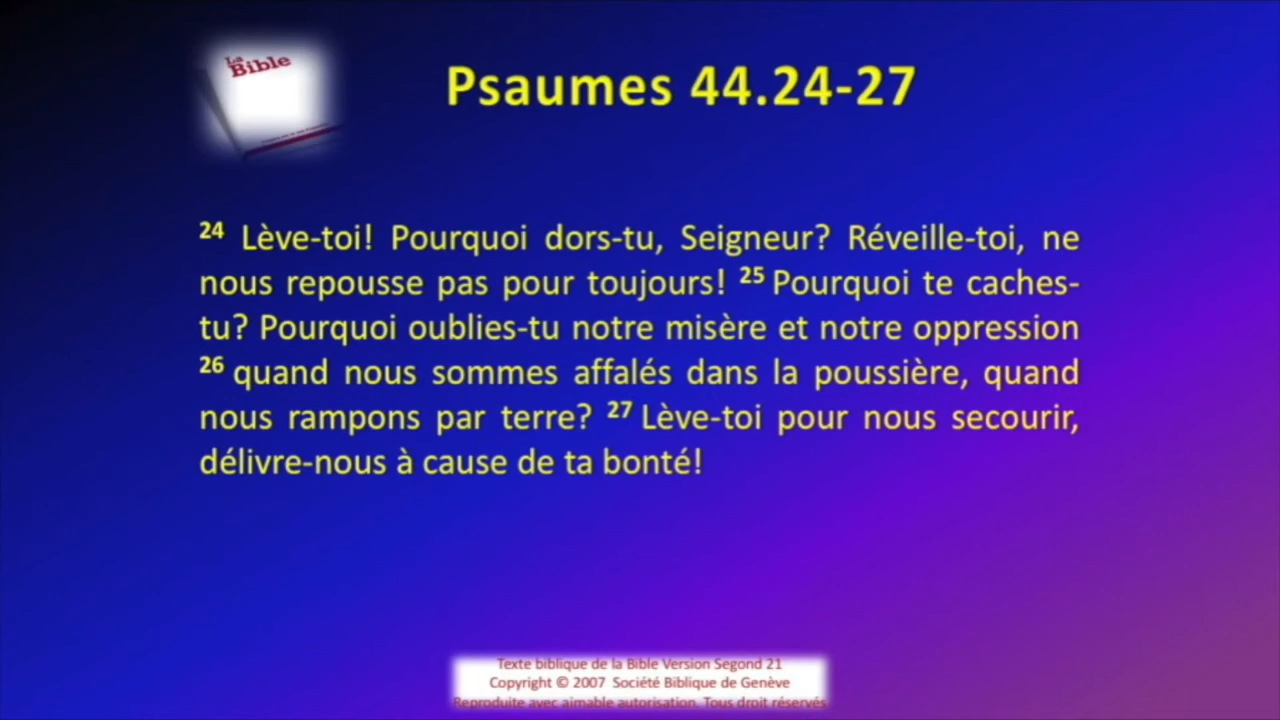 La
Bible
Psaumes 44.24-27
24 Lève-toi! Pourquoi dors-tu, Seigneur? Réveille-toi, ne
nous repousse pas pour toujours! 25 Pourquoi te caches-
tu? Pourquoi oublies-tu notre misère et notre oppression
26 quand nous sommes affalés dans la poussière, quand
nous rampons par terre? 27 Lève-toi pour nous secourir,
délivre-nous à cause de ta bonté!
Texte biblique de la Bible Version Segond 21
Copyright © 2007 Société Biblique de Genève
Reproduite avec aimable autorisation. Tous droit réservés